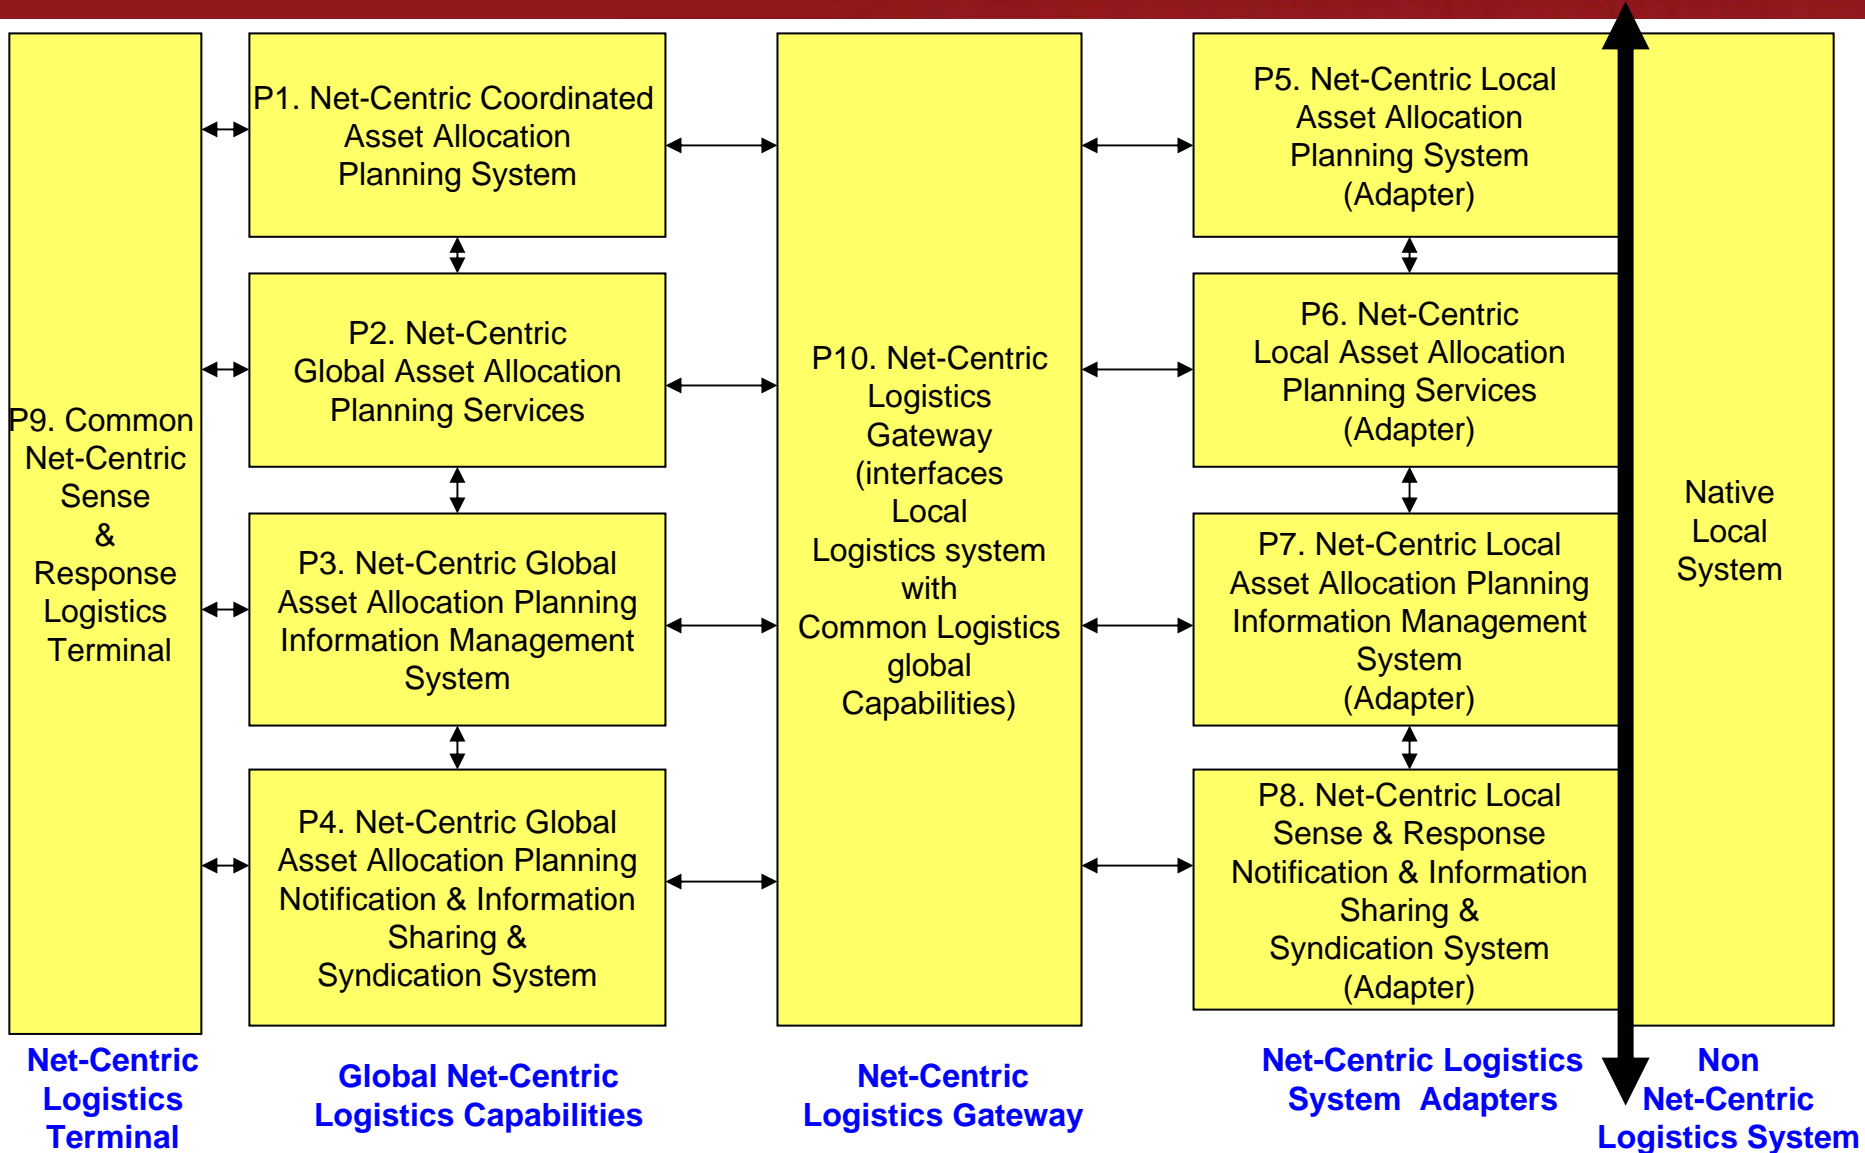 P9. Common
Net-Centric
Sense
&
Response
Logistics
Terminal
P1. Net-Centric Coordinated
Asset Allocation
Planning System
P2. Net-Centric
Global Asset Allocation
Planning Services
P3. Net-Centric Global
Asset Allocation Planning
Information Management
System
P4. Net-Centric Global
Asset Allocation Planning
Notification & Information
Sharing &
Syndication System
P10. Net-Centric
Logistics
Gateway
(interfaces
Local
Logistics system
with
Common Logistics
global
Capabilities)
P5. Net-Centric Local
Asset Allocation
Planning System
(Adapter)
P6. Net-Centric
Local Asset Allocation
Planning Services
(Adapter)
P7. Net-Centric Local
Asset Allocation Planning
Information Management
System
(Adapter)
P8. Net-Centric Local
Sense & Response
Notification & Information
Sharing &
Syndication System
(Adapter)
Native
Local
System
Net-Centric
Logistics
Terminal
Global Net-Centric
Logistics Capabilities
Net-Centric
Logistics Gateway
Net-Centric Logistics
System Adapters
Non
Net-Centric
Logistics System